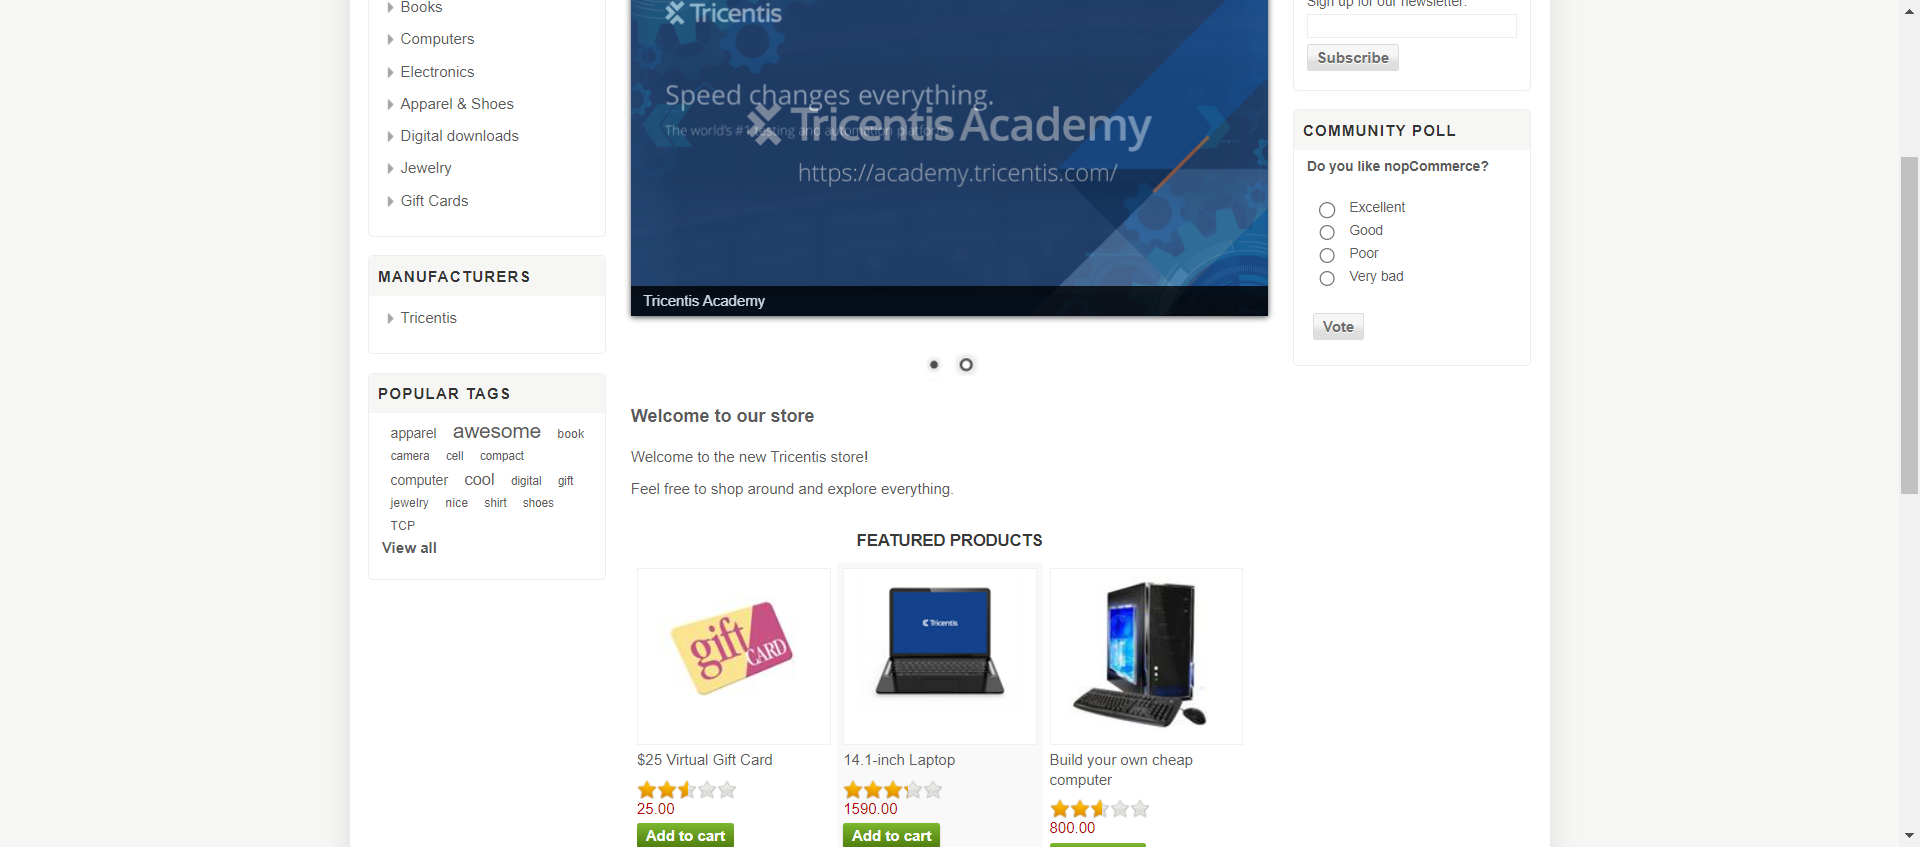 Books
Computers
Electronics
Apparel & Shoes
Digital downloads
Jewelry
Gift Cards
MANUFACTURERS
Tricentis
POPULAR TAGS
apparel awesome book
camera cell compact
computer cool digital gift
jewelry nice shirt shoes
TCP
View all
Tricentis
Speed changes everything.
The world's #1 testing and automation platform
Tricentis Academy
https://academy.tricentis.com/
Tricentis Academy
Welcome to our store
Welcome to the new Tricentis store!
Feel free to shop around and explore everything.
FEATURED PRODUCTS
gift
CARD
$25 Virtual Gift Card
25.00
Add to cart
Tricentis
14.1-inch Laptop
1590.00
Add to cart
Build your own cheap
computer
800.00
Sign up for our newsletter:
Subscribe
COMMUNITY POLL
Do you like nopCommerce?
Excellent
Good
Poor
Very bad
Vote